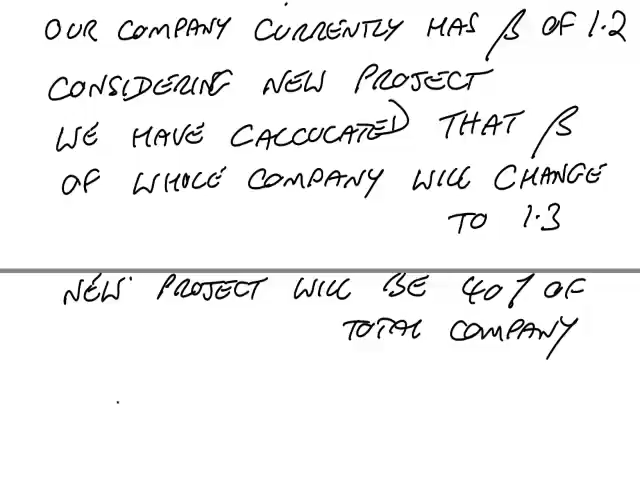 OUR COMPANY CURRENTLY HAS β OF 1.2
CONSIDERING NEW PROJECT
WE HAVE CALCULATED THAT β
OF WHOLE COMPANY WILL CHANGE
TO 1.3
NEW PROJECT WILL BE 40% OF
TOTAL COMPANY